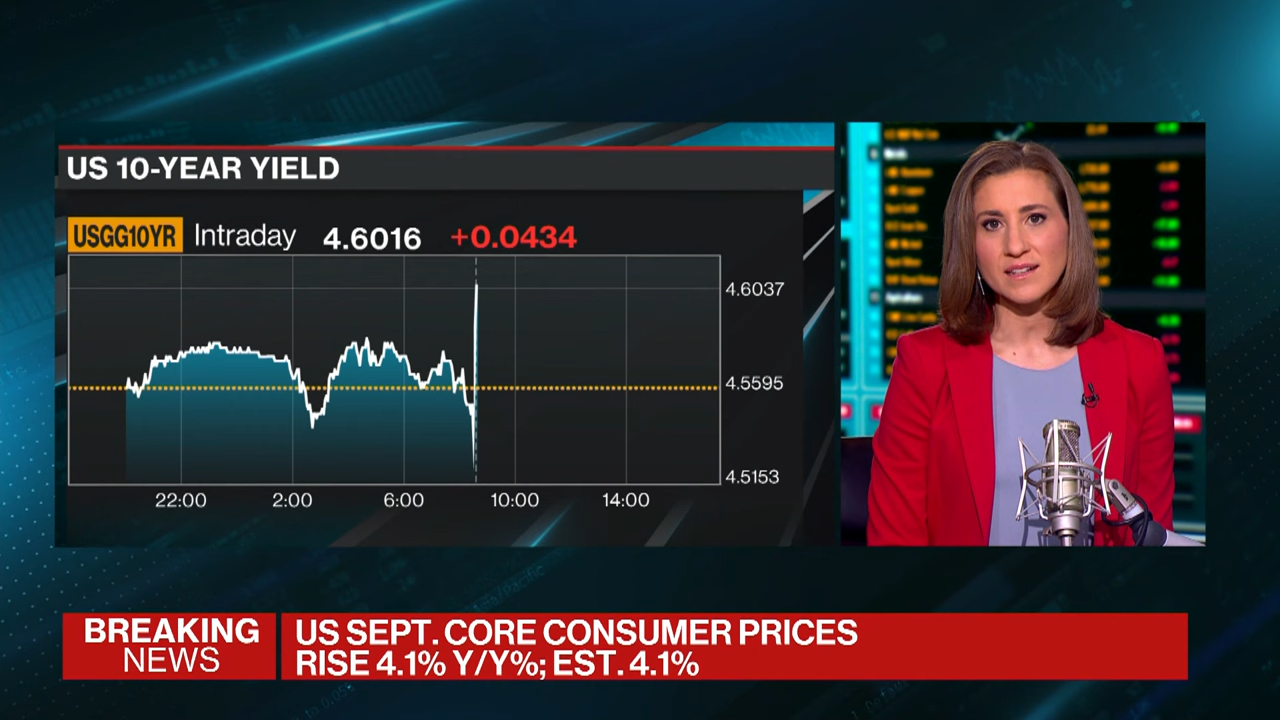 US 10-YEAR YIELD
USGG10YR Intraday 4.6016 +0.0434
4.6037
4.5595
4.5153
22:00 2:00 6:00 10:00 14:00
BREAKING
NEWS
US SEPT. CORE CONSUMER PRICES
RISE 4.1% Y/Y%; EST. 4.1%